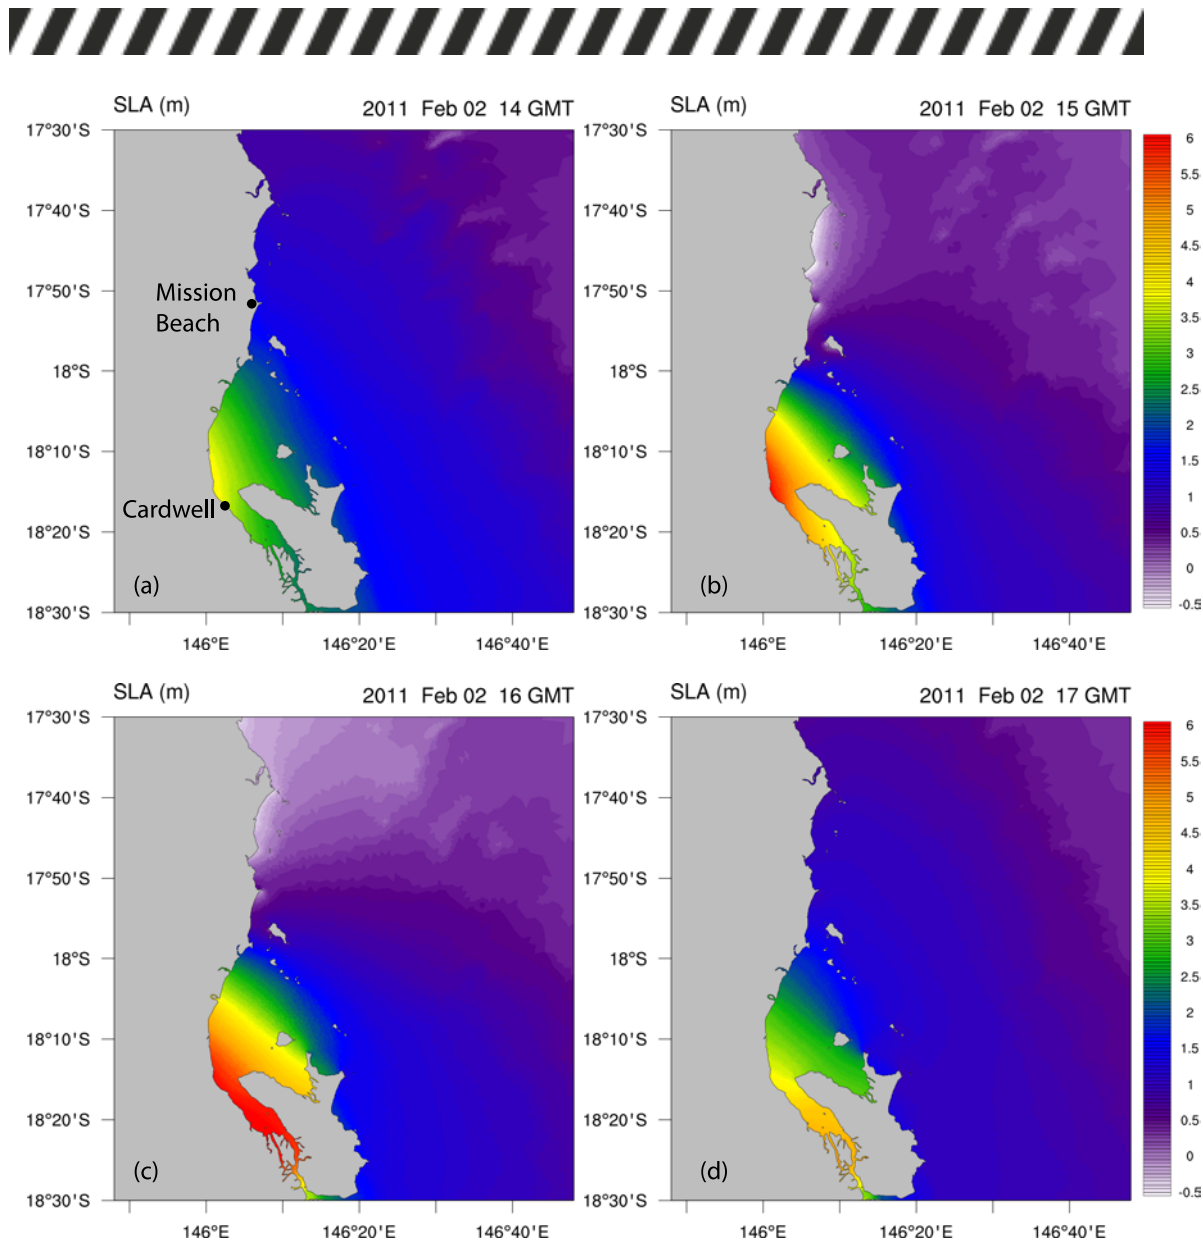 SLA (m) 2011 Feb 02 14 GMT
17°30'S
17°40'S
17°50'S
18°S
18°10'S
18°20'S
18°30'S
Mission
Beach
Cardwell
(a)
146°E 146°20'E 146°40'E
SLA (m) 2011 Feb 02 15 GMT
17°30'S
17°40'S
17°50'S
18°S
18°10'S
18°20'S
18°30'S
(b)
146°E 146°20'E 146°40'E
6
5.5
5
4.5
4
3.5
3
2.5
2
1.5
1
0.5
0
-0.5
SLA (m) 2011 Feb 02 16 GMT
17°30'S
17°40'S
17°50'S
18°S
18°10'S
18°20'S
18°30'S
(c)
146°E 146°20'E 146°40'E
SLA (m) 2011 Feb 02 17 GMT
17°30'S
17°40'S
17°50'S
18°S
18°10'S
18°20'S
18°30'S
(d)
146°E 146°20'E 146°40'E
6
5.5
5
4.5
4
3.5
3
2.5
2
1.5
1
0.5
0
-0.5